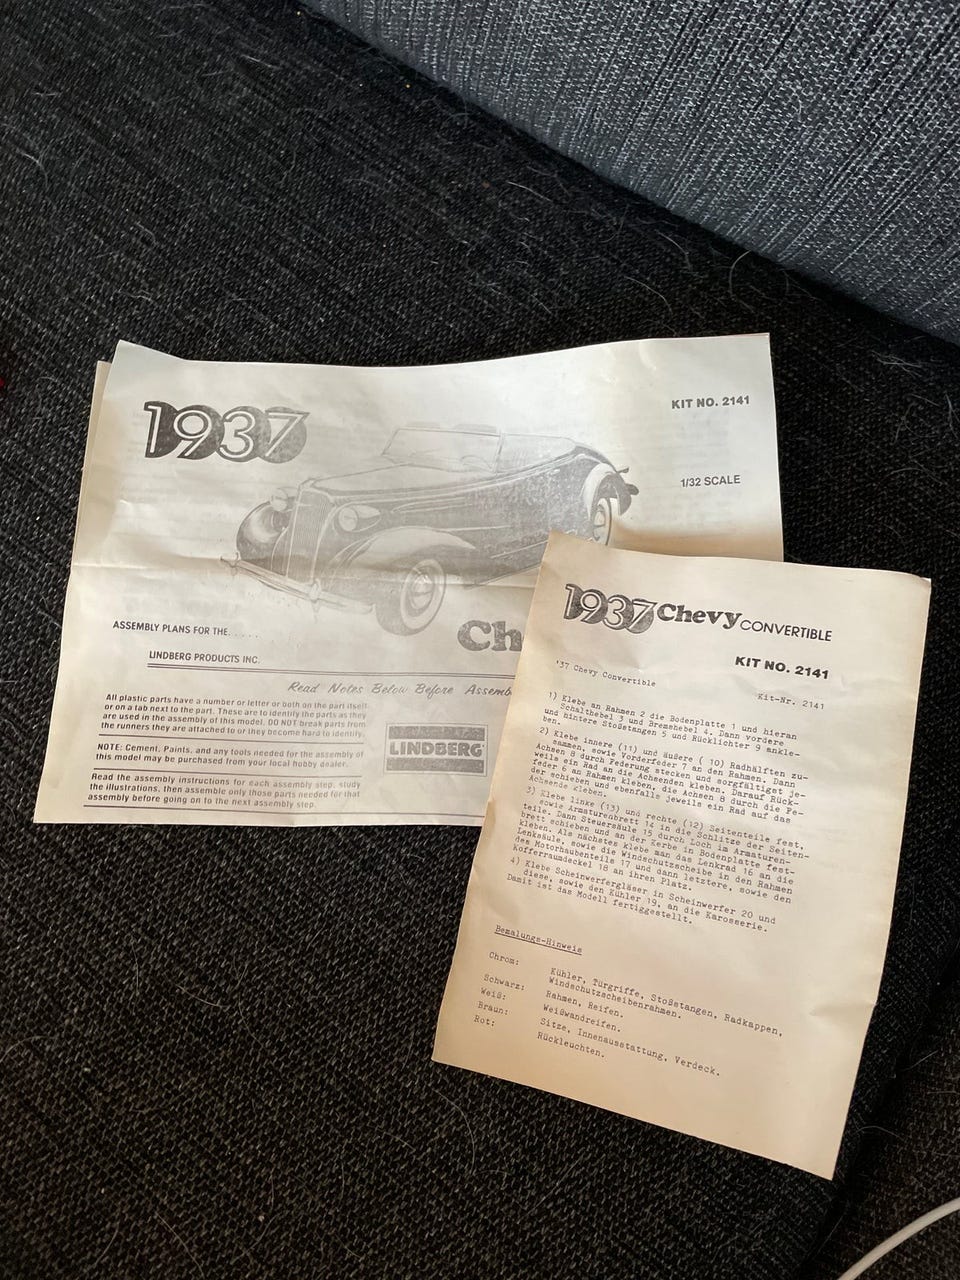 1937
KIT NO. 2141
1/32 SCALE
ASSEMBLY PLANS FOR THE. . . . .
Ch
LINDBERG PRODUCTS INC.
Read Notes Below Before Assemb
All plastic parts have a number or letter or both on the part itself
or on a tab next to the part. These are to identify the parts as they
are used in the assembly of this model. DO NOT break parts from
the runners they are attached to or they become hard to identify.
NOTE: Cement, Paints, and any tools needed for the assembly of
this model may be purchased from your local hobby dealer.
Read the assembly instructions for each assembly step, study
the illustrations, then assemble only those parts needed for that
assembly before going on to the next assembly step.
LINDBERG
1937 Chevy CONVERTIBLE
KIT NO. 2141
'37 Chevy Convertible
Kit-Nr. 2141
1) Klebe an Rahmen 2 die Bodenplatte 1 und hieran
Schalthebel 3 und Bremshebel 4. Dann vordere
und hintere Stoßstangen 5 und Rücklichter 9 ankle-
ben.
2) Klebe innere (11) und äußere ( 10) Radhälften zu-
sammen, sowie Vorderfeder 7 an den Rahmen. Dann
Achsen 8 durch Federung stecken und sorgfältigst je-
weils ein Rad an die Achsenden kleben. Darauf Rück-
feder 6 an Rahmen kleben, die Achsen 8 durch die Fe-
der schieben und ebenfalls jeweils ein Rad auf das
Achsende kleben.
3) Klebe linke (13) und rechte (12) Seitenteile fest,
sowie Armaturenbrett 14 in die Schlitze der Seiten-
teile. Dann Steuersäule 15 durch Loch im Armaturen-
brett schieben und an der Kerbe in Bodenplatte fest-
kleben. Als nächstes klebe man das Lenkrad 16 an die
Lenksäule, sowie die Windschutzscheibe in den Rahmen
des Motorhaubenteils 17 und dann letztere, sowie den
Kofferraumdeckel 18 an ihren Platz.
4) Klebe Scheinwerfergläser in Scheinwerfer 20 und
diese, sowie den Kühler 19, an die Karosserie.
Damit ist das Modell fertiggestellt.
Bemalungs-Hinweis
Chrom: Kühler, Türgriffe, Stoßstangen, Radkappen,
Windschutzscheibenrahmen.
Schwarz: Rahmen, Reifen.
Weiß: Weißwandreifen.
Braun: Sitze, Innenausstattung, Verdeck.
Rot: Rückleuchten.